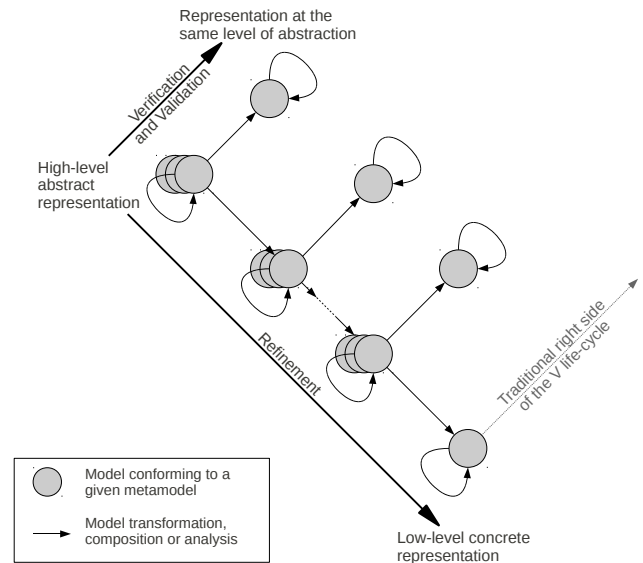 Representation at the
same level of abstraction
Verification
and Validation
High-level
abstract
representation
Refinement
Traditional right side
of the V life-cycle
Model conforming to a
given metamodel
Model transformation,
composition or analysis
Low-level concrete
representation